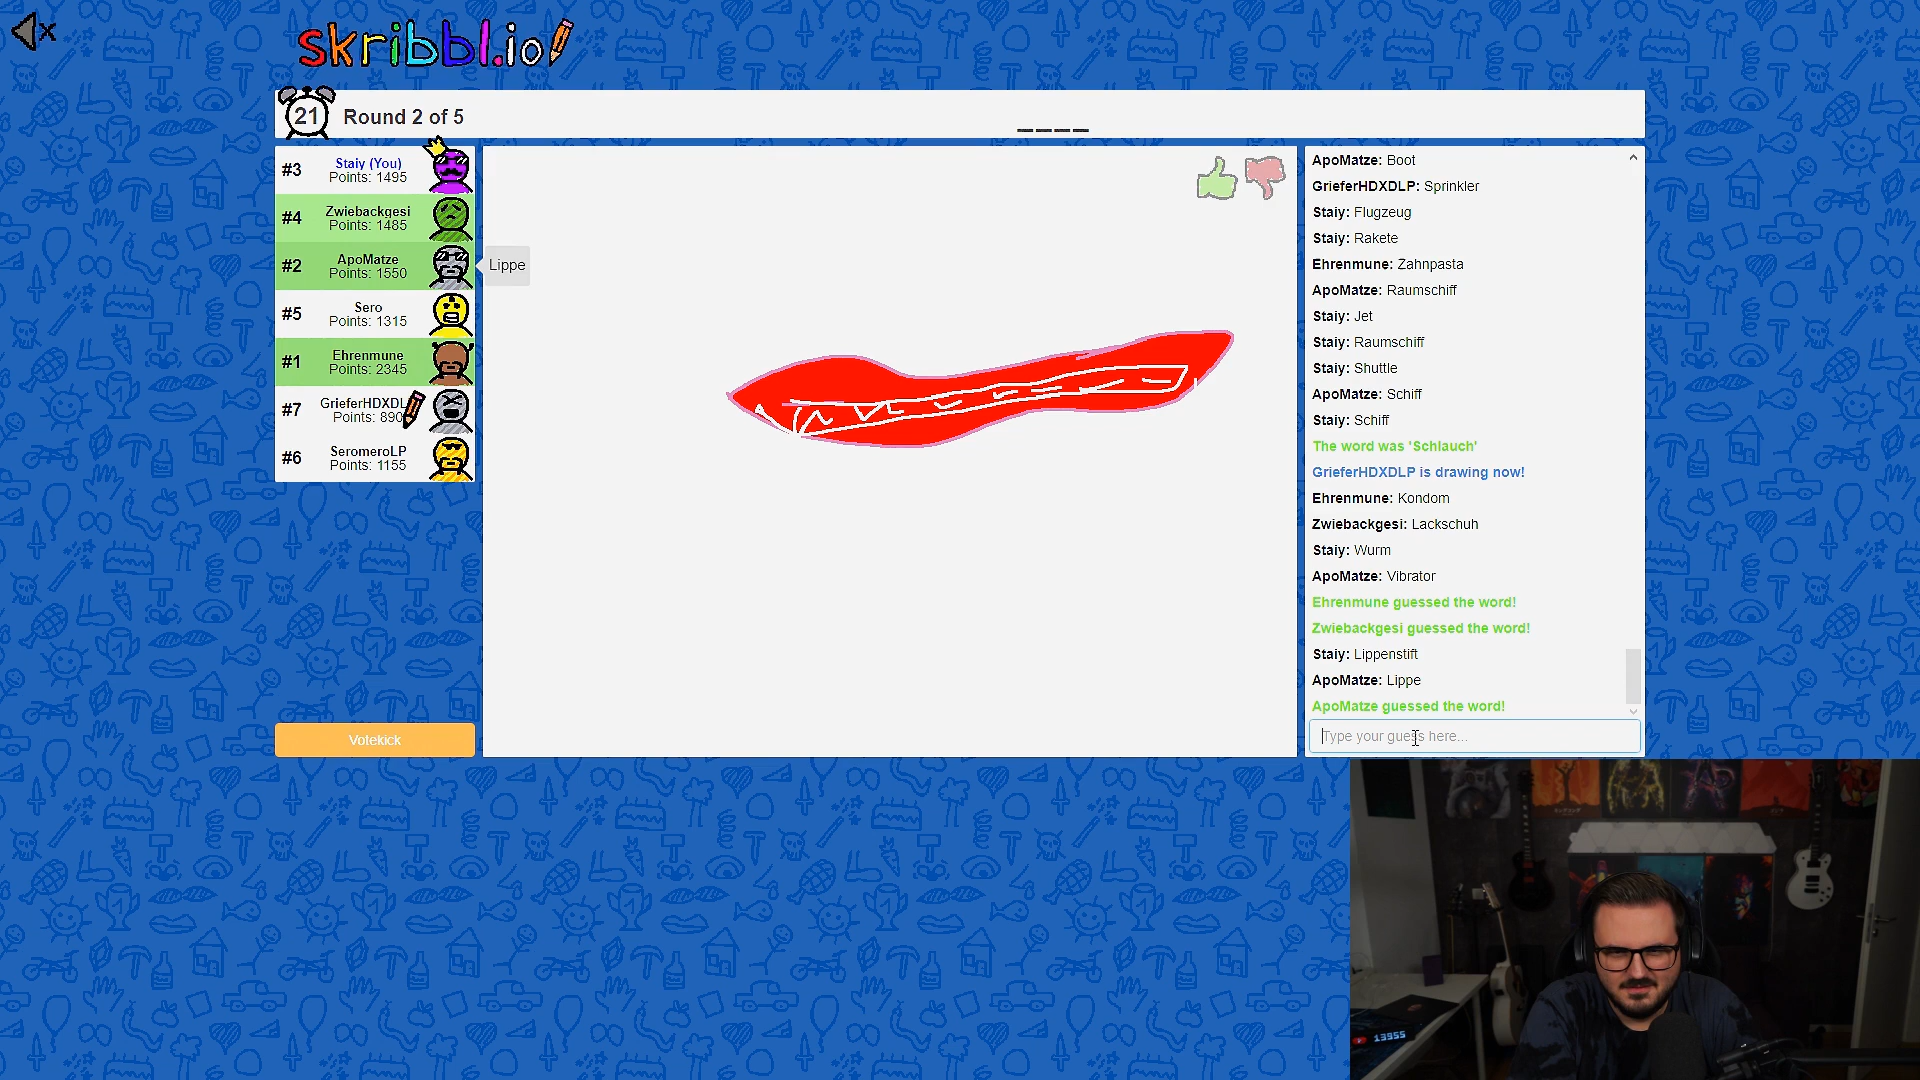 skribbl.io
21
Round 2 of 5
____
#3
Staiy (You)
Points: 1495
#4
Zwiebackgesi
Points: 1485
#2
ApoMatze
Points: 1550
Lippe
#5
Sero
Points: 1315
#1
Ehrenmune
Points: 2345
#7
GrieferHDXDL
Points: 890
#6
SeromeroLP
Points: 1155
Votekick
ApoMatze: Boot
GrieferHDXDLP: Sprinkler
Staiy: Flugzeug
Staiy: Rakete
Ehrenmune: Zahnpasta
ApoMatze: Raumschiff
Staiy: Jet
Staiy: Raumschiff
Staiy: Shuttle
ApoMatze: Schiff
Staiy: Schiff
The word was 'Schlauch'
GrieferHDXDLP is drawing now!
Ehrenmune: Kondom
Zwiebackgesi: Lackschuh
Staiy: Wurm
ApoMatze: Vibrator
Ehrenmune guessed the word!
Zwiebackgesi guessed the word!
Staiy: Lippenstift
ApoMatze: Lippe
ApoMatze guessed the word!
Type your guess here...
13955